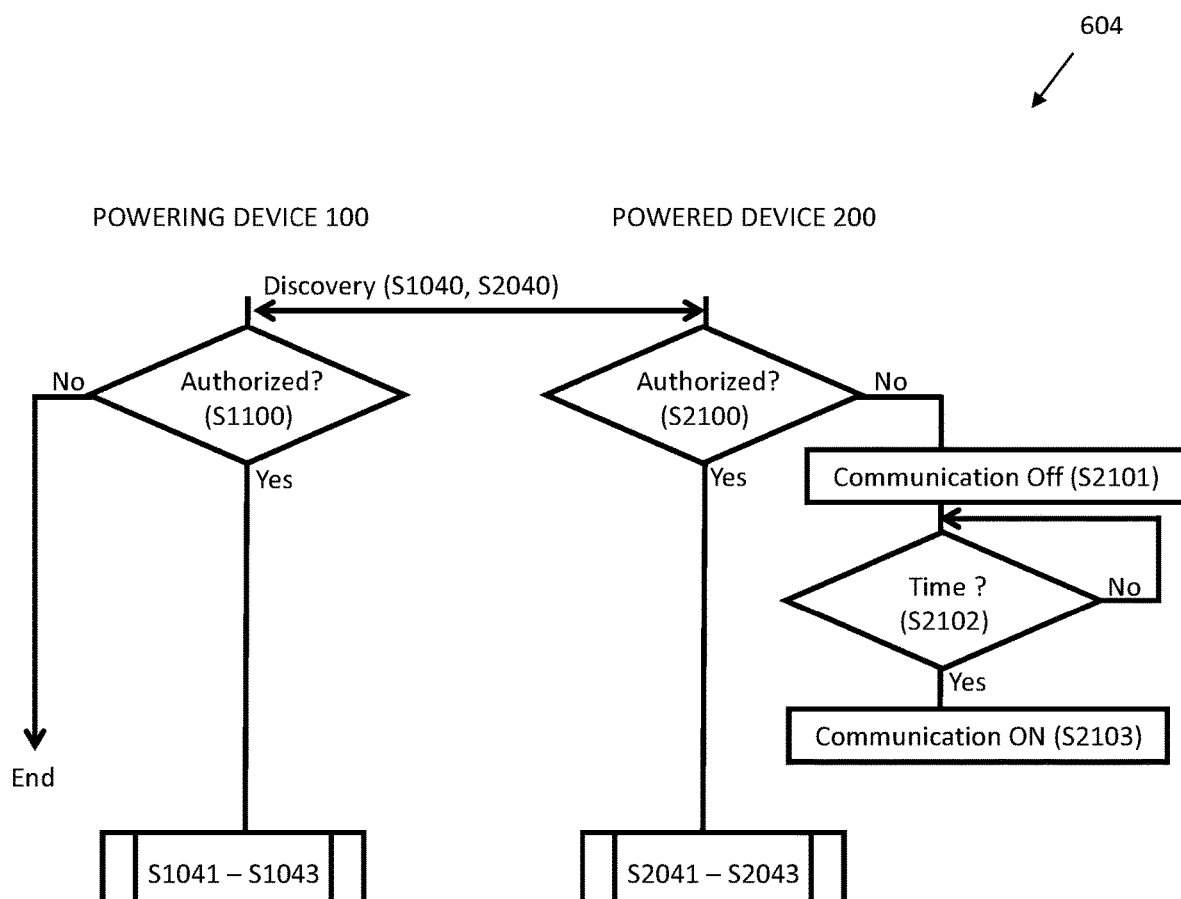 604
POWERING DEVICE 100
POWERED DEVICE 200
Discovery (S1040, S2040)
No
Authorized?
(S1100)
Yes
Authorized?
(S2100)
No
Yes
Communication Off (S2101)
Time ?
(S2102)
No
Yes
Communication ON (S2103)
End
S1041 – S1043
S2041 – S2043